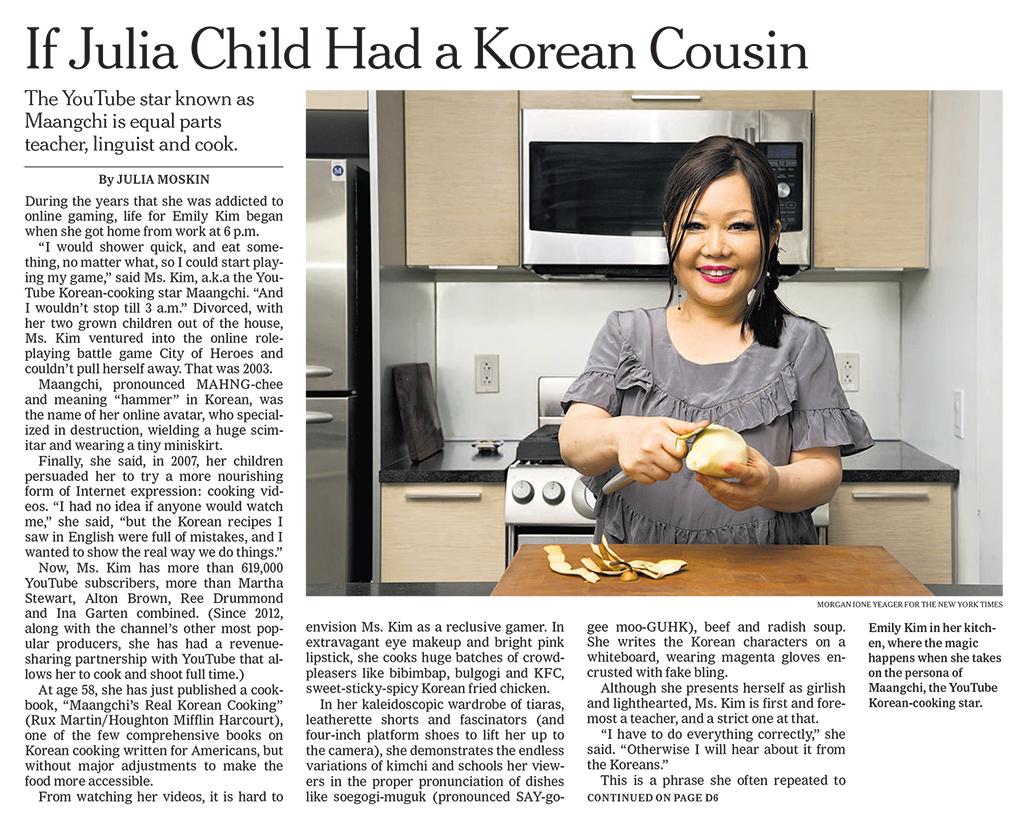 If Julia Child Had a Korean Cousin
The YouTube star known as
Maangchi is equal parts
teacher, linguist and cook.
By JULIA MOSKIN
During the years that she was addicted to
online gaming, life for Emily Kim began
when she got home from work at 6 p.m.
“I would shower quick, and eat some-
thing, no matter what, so I could start play-
ing my game,” said Ms. Kim, a.k.a the You-
Tube Korean-cooking star Maangchi. “And
I wouldn’t stop till 3 a.m.” Divorced, with
her two grown children out of the house,
Ms. Kim ventured into the online role-
playing battle game City of Heroes and
couldn’t pull herself away. That was 2003.
Maangchi, pronounced MAHNG-chee
and meaning “hammer” in Korean, was
the name of her online avatar, who special-
ized in destruction, wielding a huge scim-
itar and wearing a tiny miniskirt.
Finally, she said, in 2007, her children
persuaded her to try a more nourishing
form of Internet expression: cooking vid-
eos. “I had no idea if anyone would watch
me,” she said, “but the Korean recipes I
saw in English were full of mistakes, and I
wanted to show the real way we do things.”
Now, Ms. Kim has more than 619,000
YouTube subscribers, more than Martha
Stewart, Alton Brown, Ree Drummond
and Ina Garten combined. (Since 2012,
along with the channel’s other most pop-
ular producers, she has had a revenue-
sharing partnership with YouTube that al-
lows her to cook and shoot full time.)
At age 58, she has just published a cook-
book, “Maangchi’s Real Korean Cooking”
(Rux Martin/Houghton Mifflin Harcourt),
one of the few comprehensive books on
Korean cooking written for Americans, but
without major adjustments to make the
food more accessible.
From watching her videos, it is hard to
envision Ms. Kim as a reclusive gamer. In
extravagant eye makeup and bright pink
lipstick, she cooks huge batches of crowd-
pleasers like bibimbap, bulgogi and KFC,
sweet-sticky-spicy Korean fried chicken.
In her kaleidoscopic wardrobe of tiaras,
leatherette shorts and fascinators (and
four-inch platform shoes to lift her up to
the camera), she demonstrates the endless
variations of kimchi and schools her view-
ers in the proper pronunciation of dishes
like soegogi-muguk (pronounced SAY-go-
gee moo-GUHK), beef and radish soup.
She writes the Korean characters on a
whiteboard, wearing magenta gloves en-
crusted with fake bling.
Although she presents herself as girlish
and lighthearted, Ms. Kim is first and fore-
most a teacher, and a strict one at that.
“I have to do everything correctly,” she
said. “Otherwise I will hear about it from
the Koreans.”
This is a phrase she often repeated to
CONTINUED ON PAGE D6
MORGAN IONE YEAGER FOR THE NEW YORK TIMES
Emily Kim in her kitch-
en, where the magic
happens when she takes
on the persona of
Maangchi, the YouTube
Korean-cooking star.